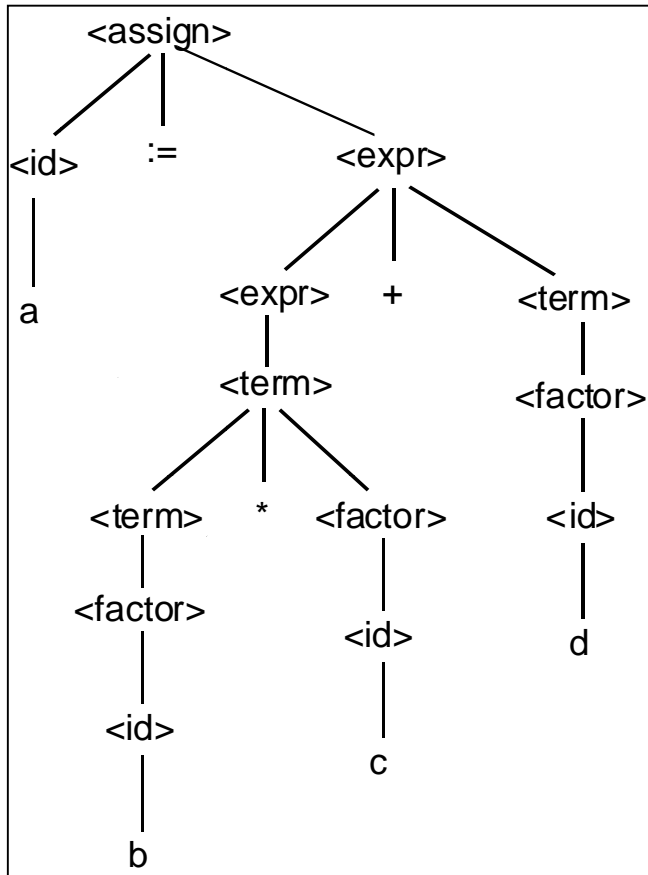 <assign>
<id> := <expr>
a <expr> + <term>
<term> <factor>
<term> * <factor> <id>
<factor> <id> d
<id> c
b